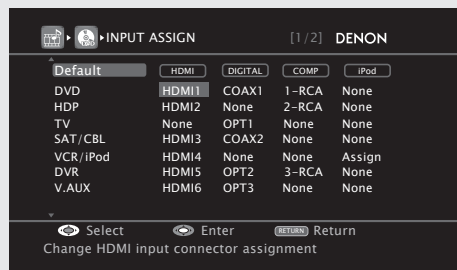 INPUT ASSIGN [1/2] DENON
Default HDMI DIGITAL COMP iPod
DVD HDMI1 COAX1 1-RCA None
HDP HDMI2 None 2-RCA None
TV None OPT1 None None
SAT/CBL HDMI3 COAX2 None None
VCR/iPod HDMI4 None None Assign
DVR HDMI5 OPT2 3-RCA None
V.AUX HDMI6 OPT3 None None
Select Enter RETURN Return
Change HDMI input connector assignment